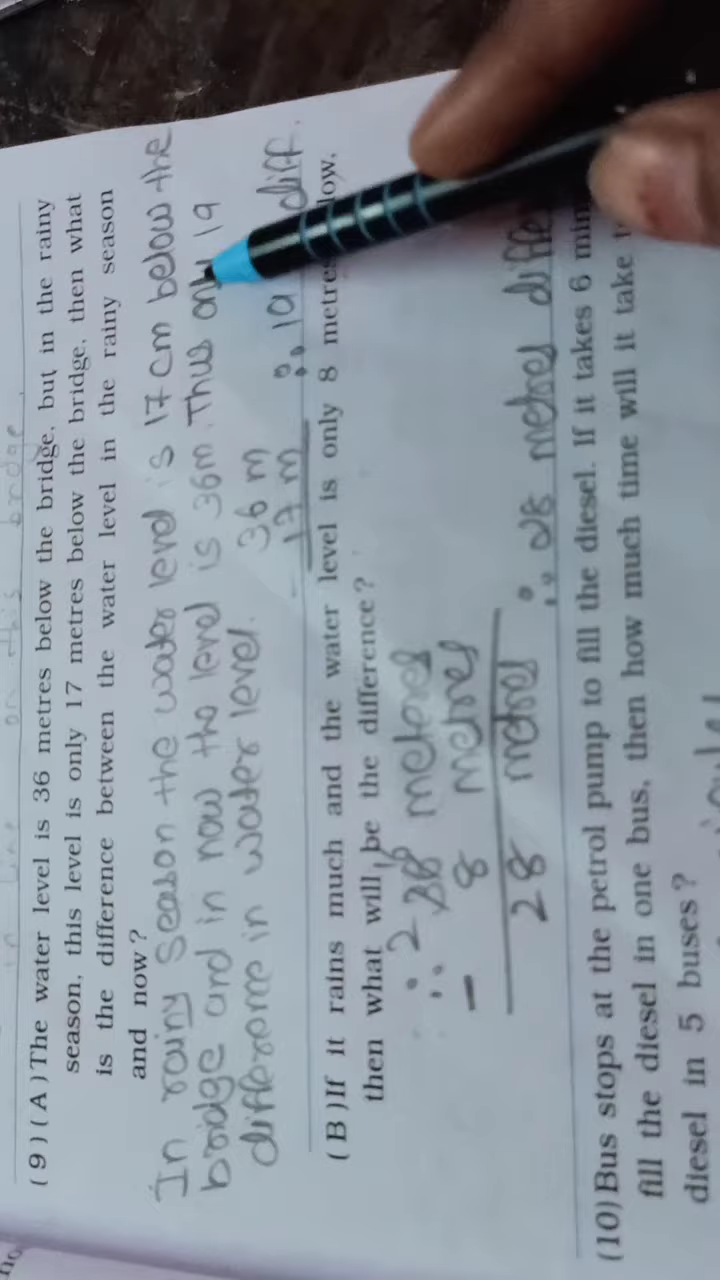 on this bridge
(9)(A) The water level is 36 metres below the bridge, but in the rainy
season, this level is only 17 metres below the bridge, then what
is the difference between the water level in the rainy season
and now?
In rainy season the water level is 17 cm below the
bridge and in now the level is 36m. Thus only 19
difference in water level. 36 m
- 17 m ∴ 19 diff.
(B) If it rains much and the water level is only 8 metres
then what will be the difference?
∴ 36 meteres
- 8 metres
28 metres ∴ 28 metres
(10) Bus stops at the petrol pump to fill the diesel. If it takes 6
fill the diesel in one bus, then how much time will it take
diesel in 5 buses?